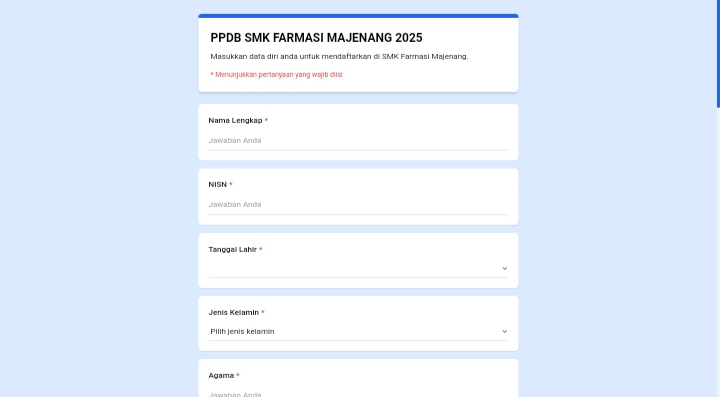 PPDB SMK FARMASI MAJENANG 2025
Masukkan data diri anda untuk mendaftarkan di SMK Farmasi Majenang.
* Menunjukkan pertanyaan yang wajib diisi
Nama Lengkap *
Jawaban Anda
NISN *
Jawaban Anda
Tanggal Lahir *
Jenis Kelamin *
Pilih jenis kelamin
Agama *
Jawaban Anda